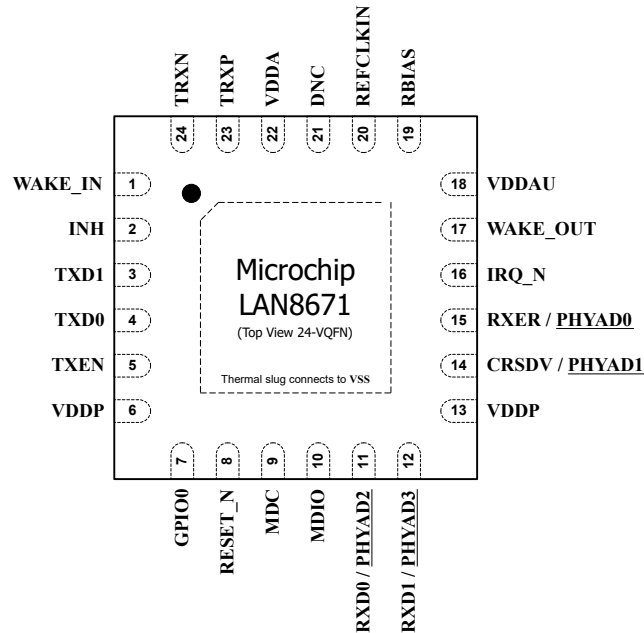 TRXN
TRXP
VDDA
DNC
REFCLKIN
RBIAS
24
23
22
21
20
19
WAKE_IN 1
INH 2
TXD1 3
TXD0 4
TXEN 5
VDDP 6
Microchip
LAN8671
(Top View 24-VQFN)
Thermal slug connects to VSS
18 VDDAU
17 WAKE_OUT
16 IRQ_N
15 RXER / PHYAD0
14 CRSDV / PHYAD1
13 VDDP
7
8
9
10
11
12
GPIO0
RESET_N
MDC
MDIO
RXD0 / PHYAD2
RXD1 / PHYAD3